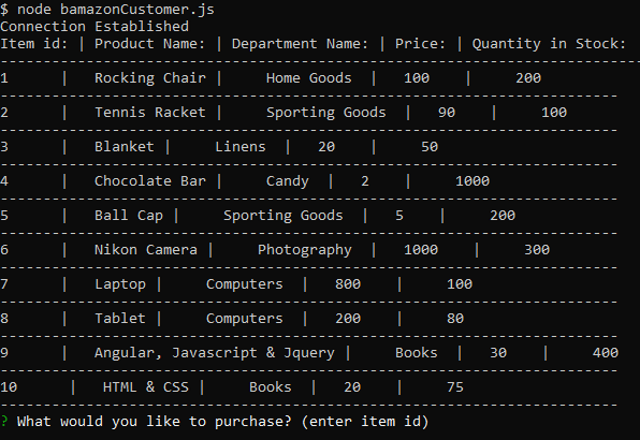 $ node bamazonCustomer.js
Connection Established
Item id: | Product Name: | Department Name: | Price: | Quantity in Stock:
--------------------------------------------------------------------------
1       |   Rocking Chair |     Home Goods  |   100    |     200
------------------------------------------------------------------------
2       |   Tennis Racket |     Sporting Goods  |   90    |     100
------------------------------------------------------------------------
3       |   Blanket |     Linens  |   20    |     50
------------------------------------------------------------------------
4       |   Chocolate Bar |     Candy  |   2    |     1000
------------------------------------------------------------------------
5       |   Ball Cap |     Sporting Goods  |   5    |     200
------------------------------------------------------------------------
6       |   Nikon Camera |     Photography  |   1000    |     300
------------------------------------------------------------------------
7       |   Laptop |     Computers  |   800    |     100
------------------------------------------------------------------------
8       |   Tablet |     Computers  |   200    |     80
------------------------------------------------------------------------
9       |   Angular, Javascript & Jquery |     Books  |   30    |     400
------------------------------------------------------------------------
10       |   HTML & CSS |     Books  |   20    |     75
------------------------------------------------------------------------
? What would you like to purchase? (enter item id)